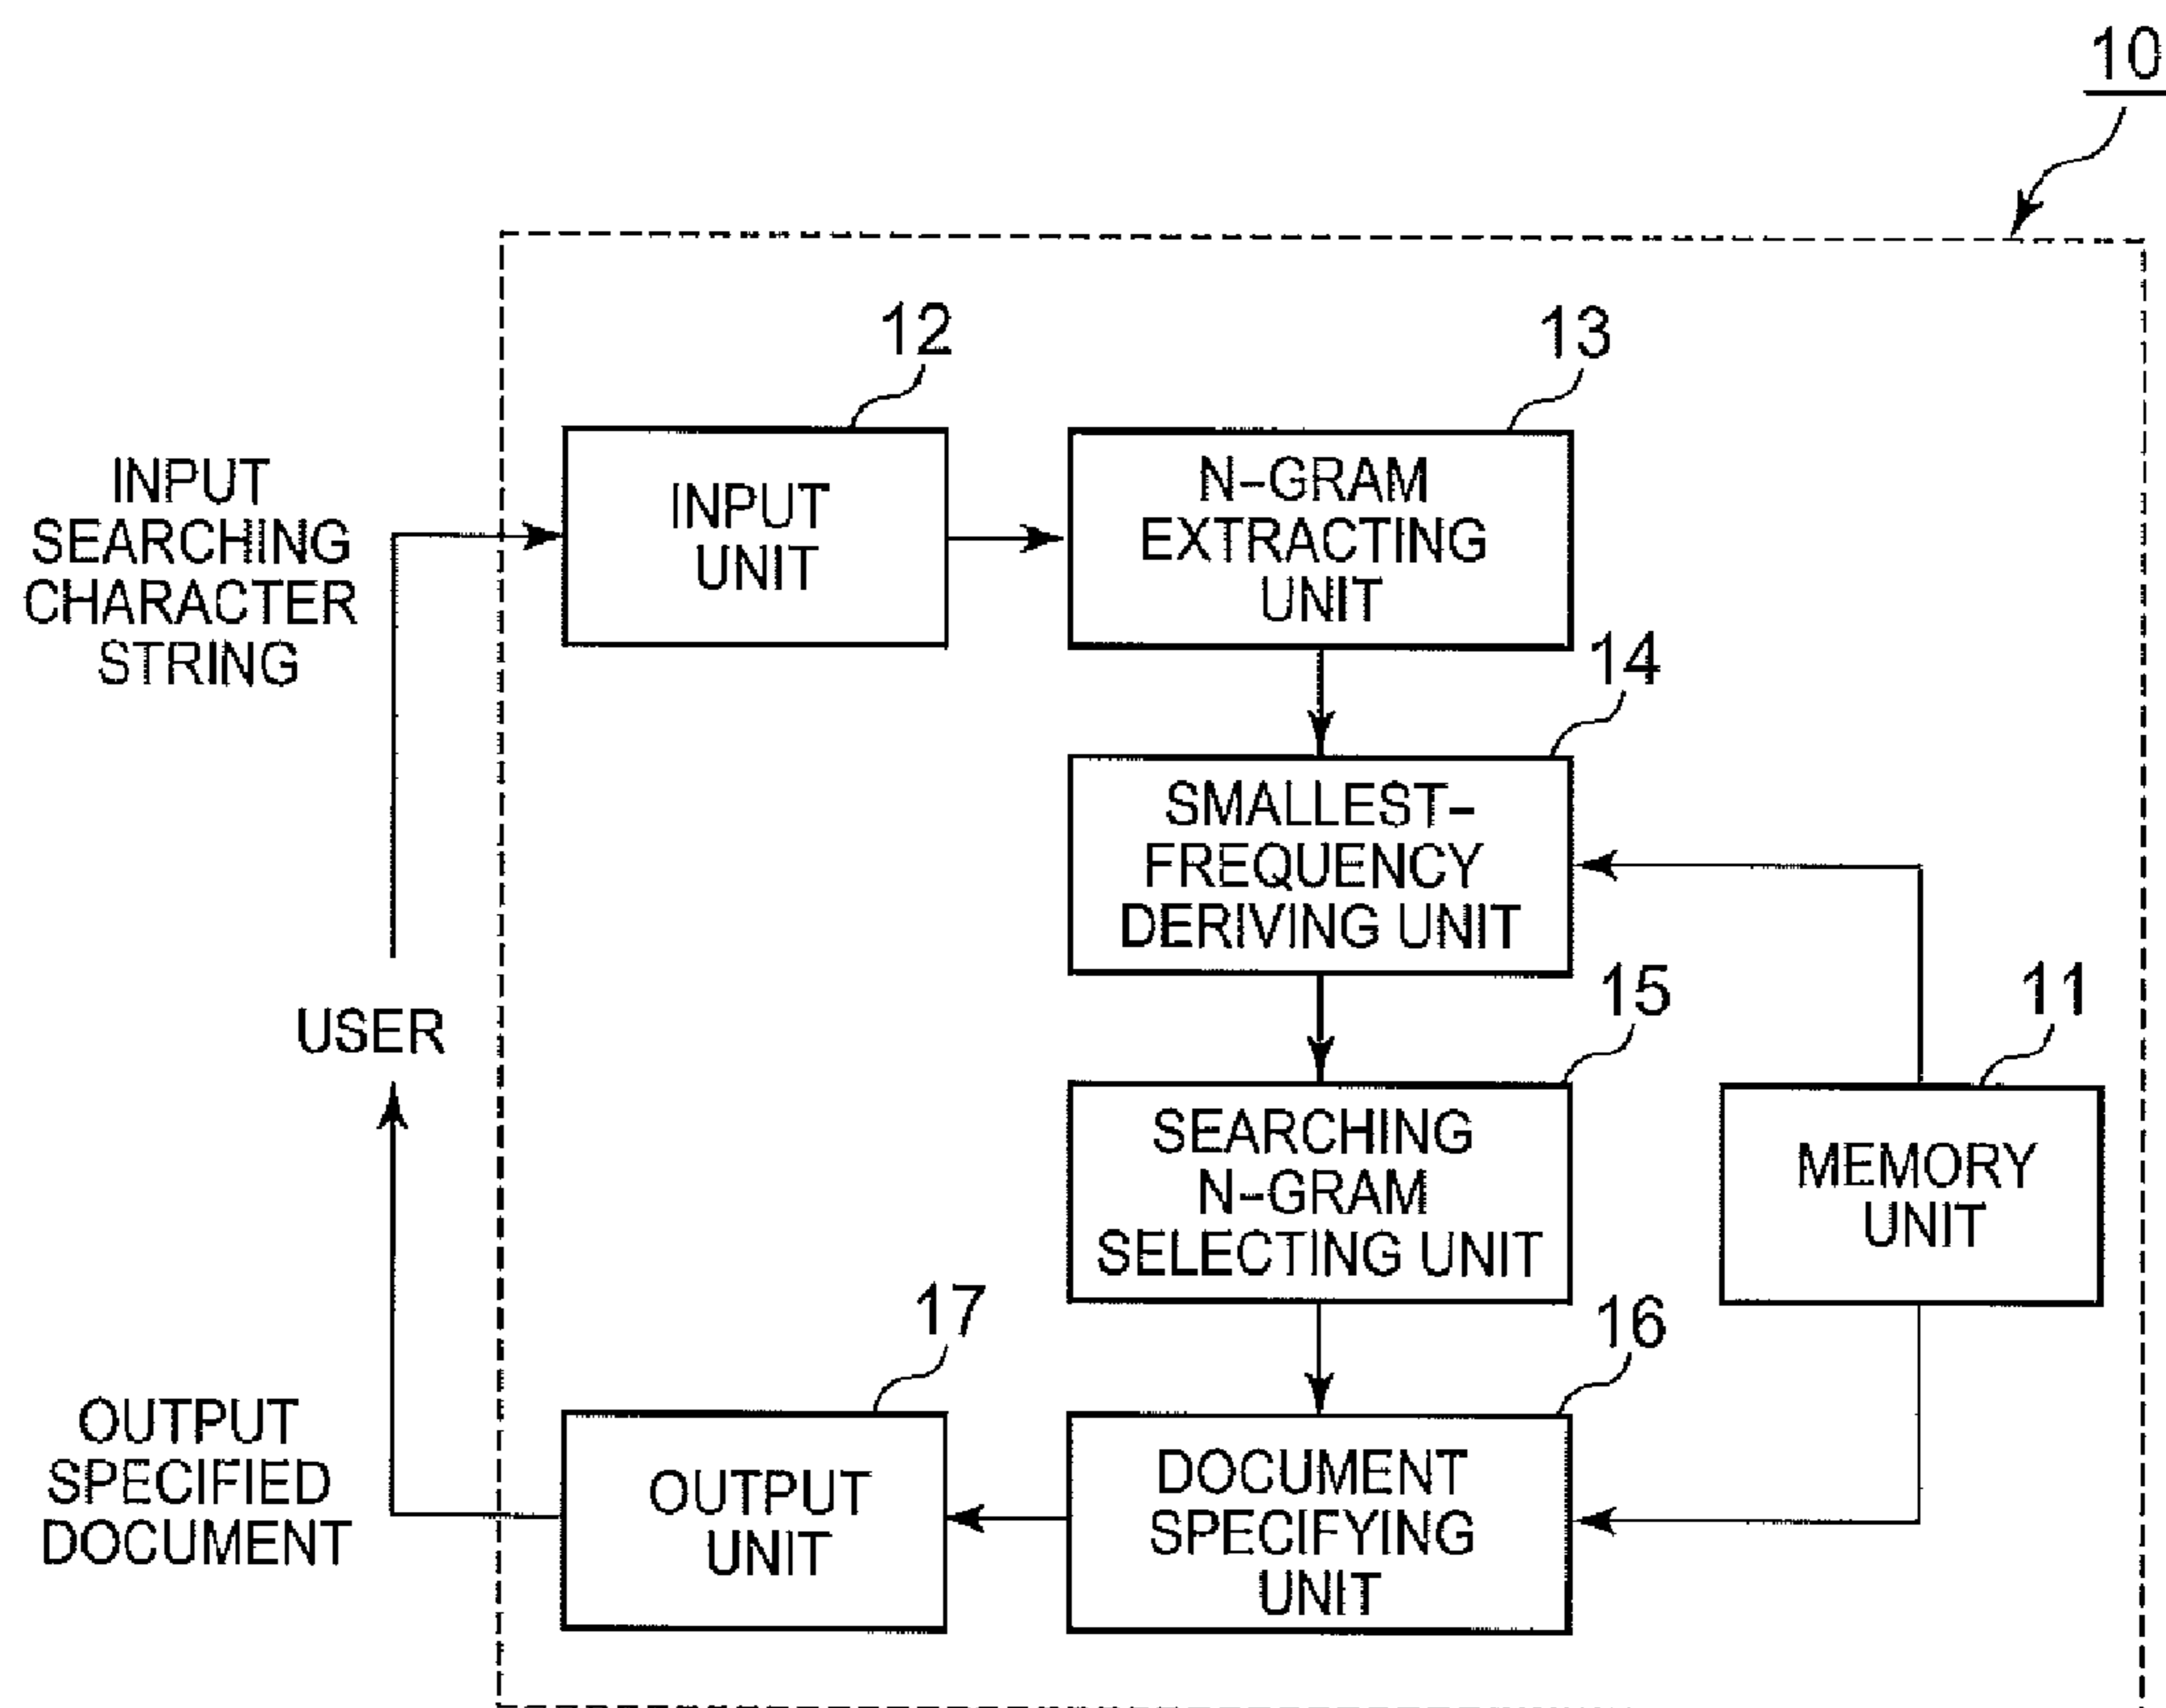 10
12
13
INPUT
SEARCHING
CHARACTER
STRING
INPUT
UNIT
N-GRAM
EXTRACTING
UNIT
14
SMALLEST-
FREQUENCY
DERIVING UNIT
USER
15
11
SEARCHING
N-GRAM
SELECTING UNIT
MEMORY
UNIT
17
16
OUTPUT
SPECIFIED
DOCUMENT
OUTPUT
UNIT
DOCUMENT
SPECIFYING
UNIT